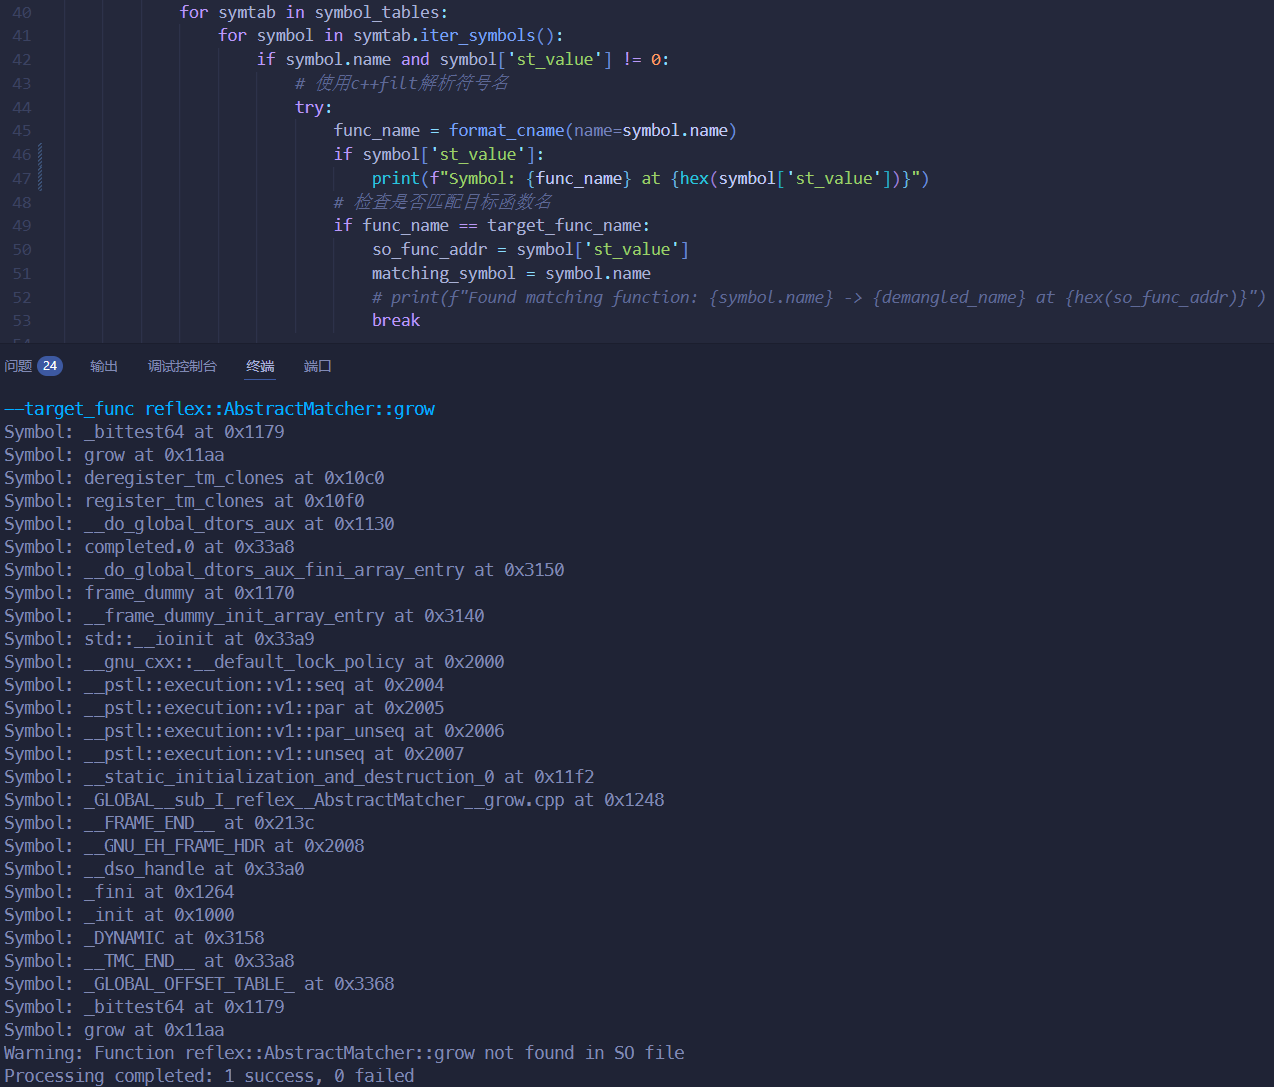 40 for symtab in symbol_tables:
41 for symbol in symtab.iter_symbols():
42 if symbol.name and symbol['st_value'] != 0:
43 # 使用c++filt解析符号名
44 try:
45 func_name = format_cname(name=symbol.name)
46 if symbol['st_value']:
47 print(f"Symbol: {func_name} at {hex(symbol['st_value'])}")
48 # 检查是否匹配目标函数名
49 if func_name == target_func_name:
50 so_func_addr = symbol['st_value']
51 matching_symbol = symbol.name
52 # print(f"Found matching function: {symbol.name} -> {demangled_name} at {hex(so_func_addr)}")
53 break
问题 24 输出 调试控制台 终端 端口
--target_func reflex::AbstractMatcher::grow
Symbol: _bittest64 at 0x1179
Symbol: grow at 0x11aa
Symbol: deregister_tm_clones at 0x10c0
Symbol: register_tm_clones at 0x10f0
Symbol: __do_global_dtors_aux at 0x1130
Symbol: completed.0 at 0x33a8
Symbol: __do_global_dtors_aux_fini_array_entry at 0x3150
Symbol: frame_dummy at 0x1170
Symbol: __frame_dummy_init_array_entry at 0x3140
Symbol: std::__ioinit at 0x33a9
Symbol: __gnu_cxx::__default_lock_policy at 0x2000
Symbol: __pstl::execution::v1::seq at 0x2004
Symbol: __pstl::execution::v1::par at 0x2005
Symbol: __pstl::execution::v1::par_unseq at 0x2006
Symbol: __pstl::execution::v1::unseq at 0x2007
Symbol: __static_initialization_and_destruction_0 at 0x11f2
Symbol: _GLOBAL__sub_I_reflex__AbstractMatcher__grow.cpp at 0x1248
Symbol: __FRAME_END__ at 0x213c
Symbol: __GNU_EH_FRAME_HDR at 0x2008
Symbol: __dso_handle at 0x33a0
Symbol: _fini at 0x1264
Symbol: _init at 0x1000
Symbol: _DYNAMIC at 0x3158
Symbol: __TMC_END__ at 0x33a8
Symbol: _GLOBAL_OFFSET_TABLE_ at 0x3368
Symbol: _bittest64 at 0x1179
Symbol: grow at 0x11aa
Warning: Function reflex::AbstractMatcher::grow not found in SO file
Processing completed: 1 success, 0 failed